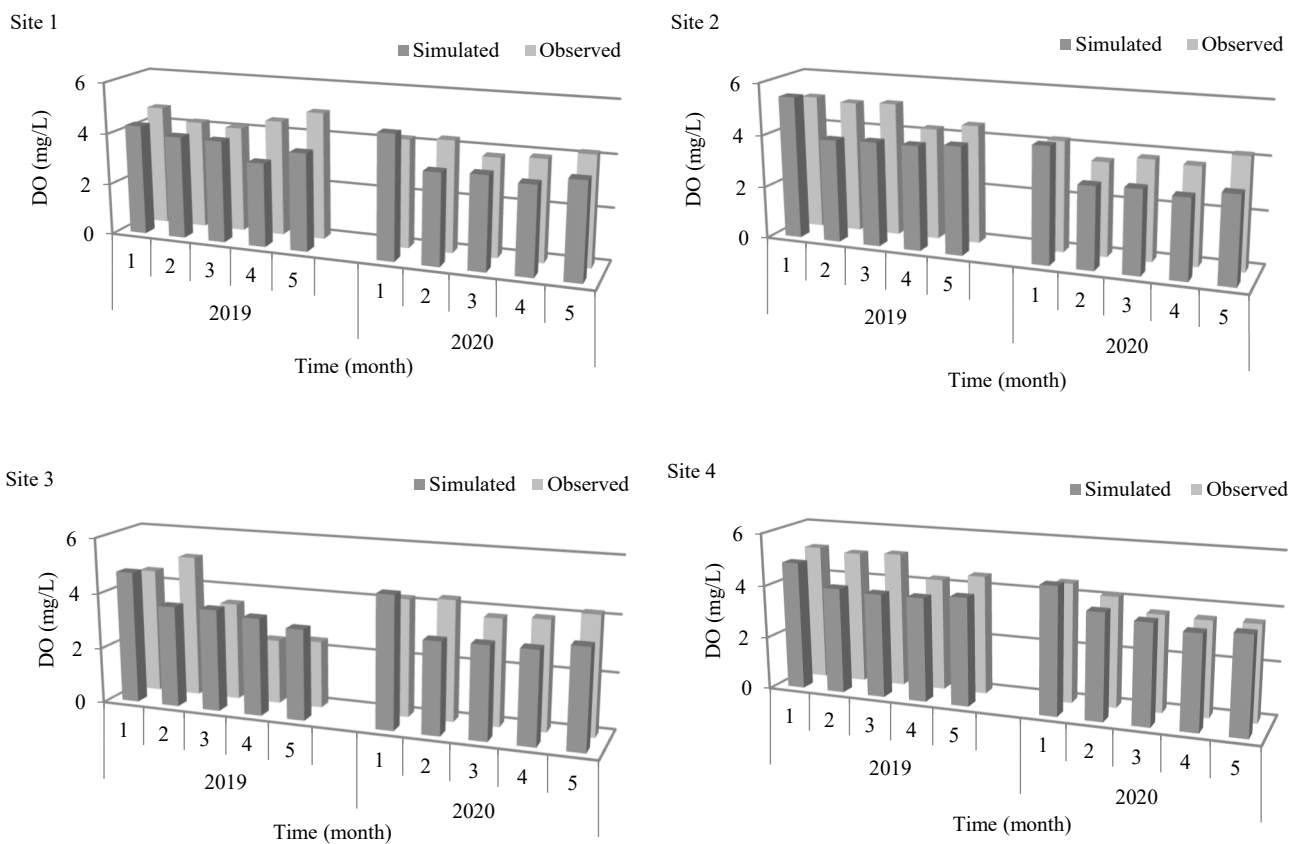 Site 1
Simulated Observed
DO (mg/L)
6
4
2
0
1 2 3 4 5 1 2 3 4 5
2019 2020
Time (month)
Site 2
Simulated Observed
DO (mg/L)
6
4
2
0
1 2 3 4 5 1 2 3 4 5
2019 2020
Time (month)
Site 3
Simulated Observed
DO (mg/L)
6
4
2
0
1 2 3 4 5 1 2 3 4 5
2019 2020
Time (month)
Site 4
Simulated Observed
DO (mg/L)
6
4
2
0
1 2 3 4 5 1 2 3 4 5
2019 2020
Time (month)